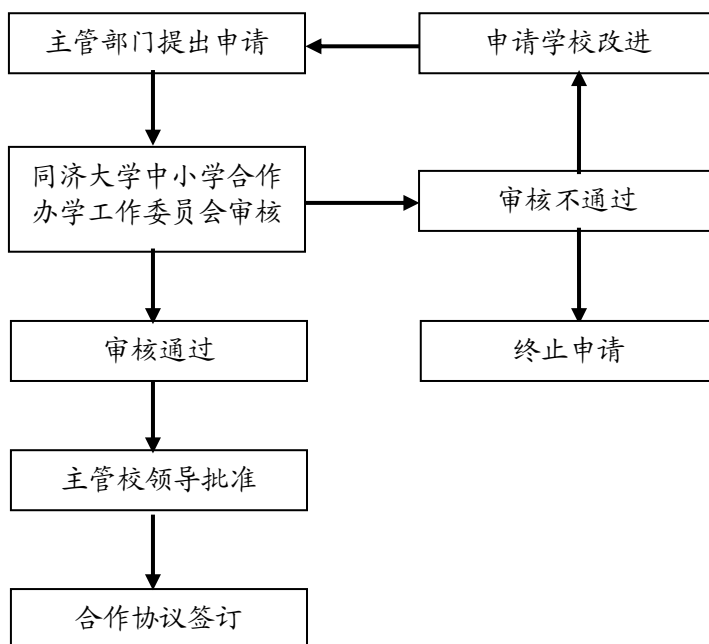 主管部门提出申请
申请学校改进
同济大学中小学合作
办学工作委员会审核
审核不通过
审核通过
终止申请
主管校领导批准
合作协议签订